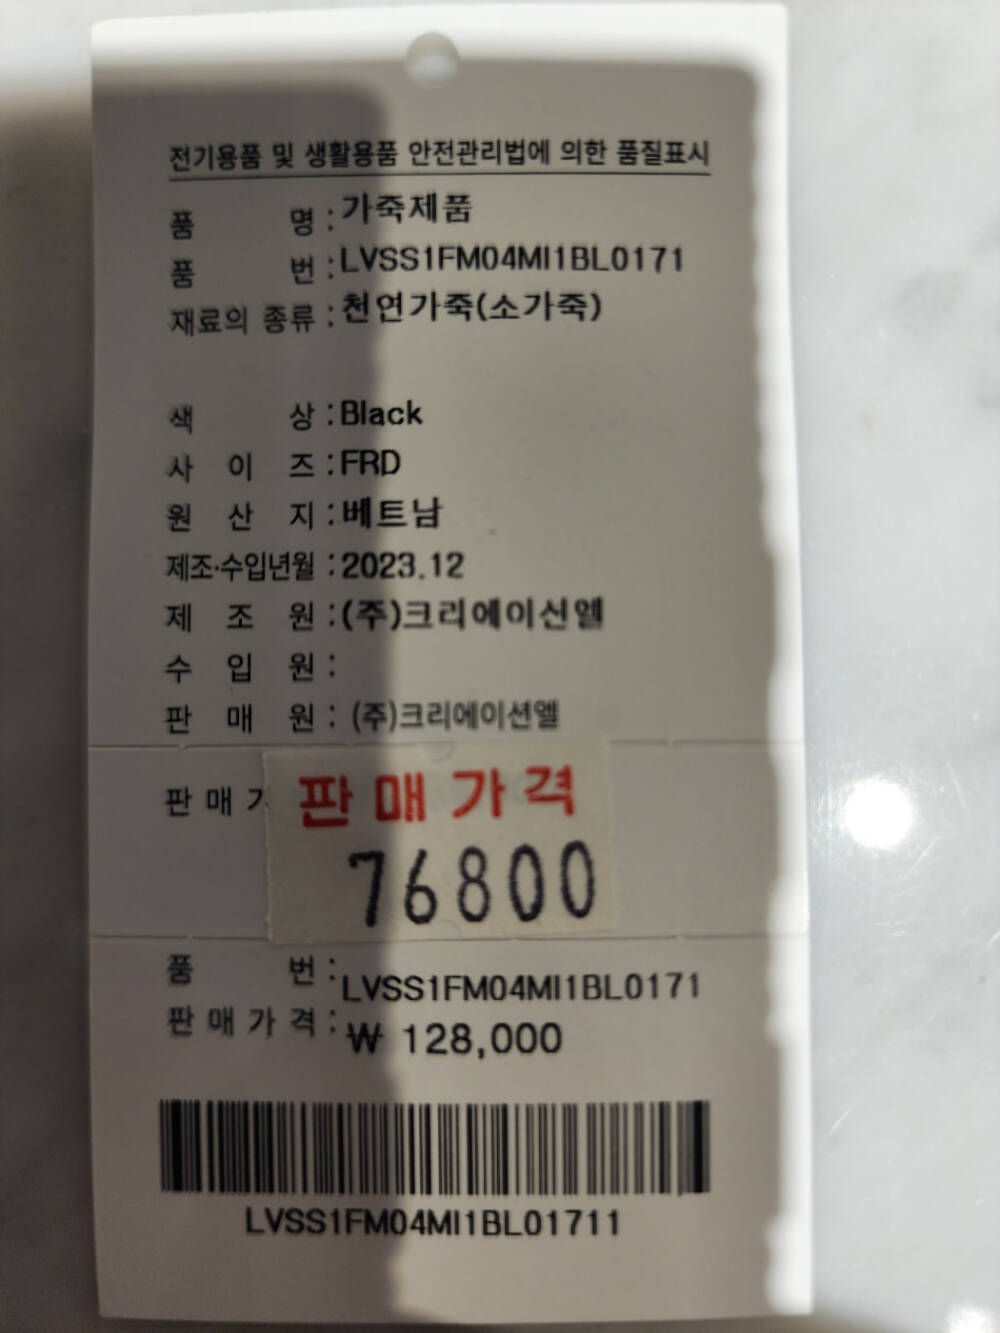 전기용품 및 생활용품 안전관리법에 의한 품질표시
품 명 : 가죽제품
품 번 : LVSS1FM04MI1BL0171
재료의 종류 : 천연가죽(소가죽)
색 상 : Black
사 이 즈 : FRD
원 산 지 : 베트남
제조·수입년월 : 2023.12
제 조 원 : (주)크리에이션엘
수 입 원 :
판 매 원 : (주)크리에이션엘
판 매 가
판매가격
76800
품 번 : LVSS1FM04MI1BL0171
판 매 가 격 : ₩ 128,000
LVSS1FM04MI1BL01711